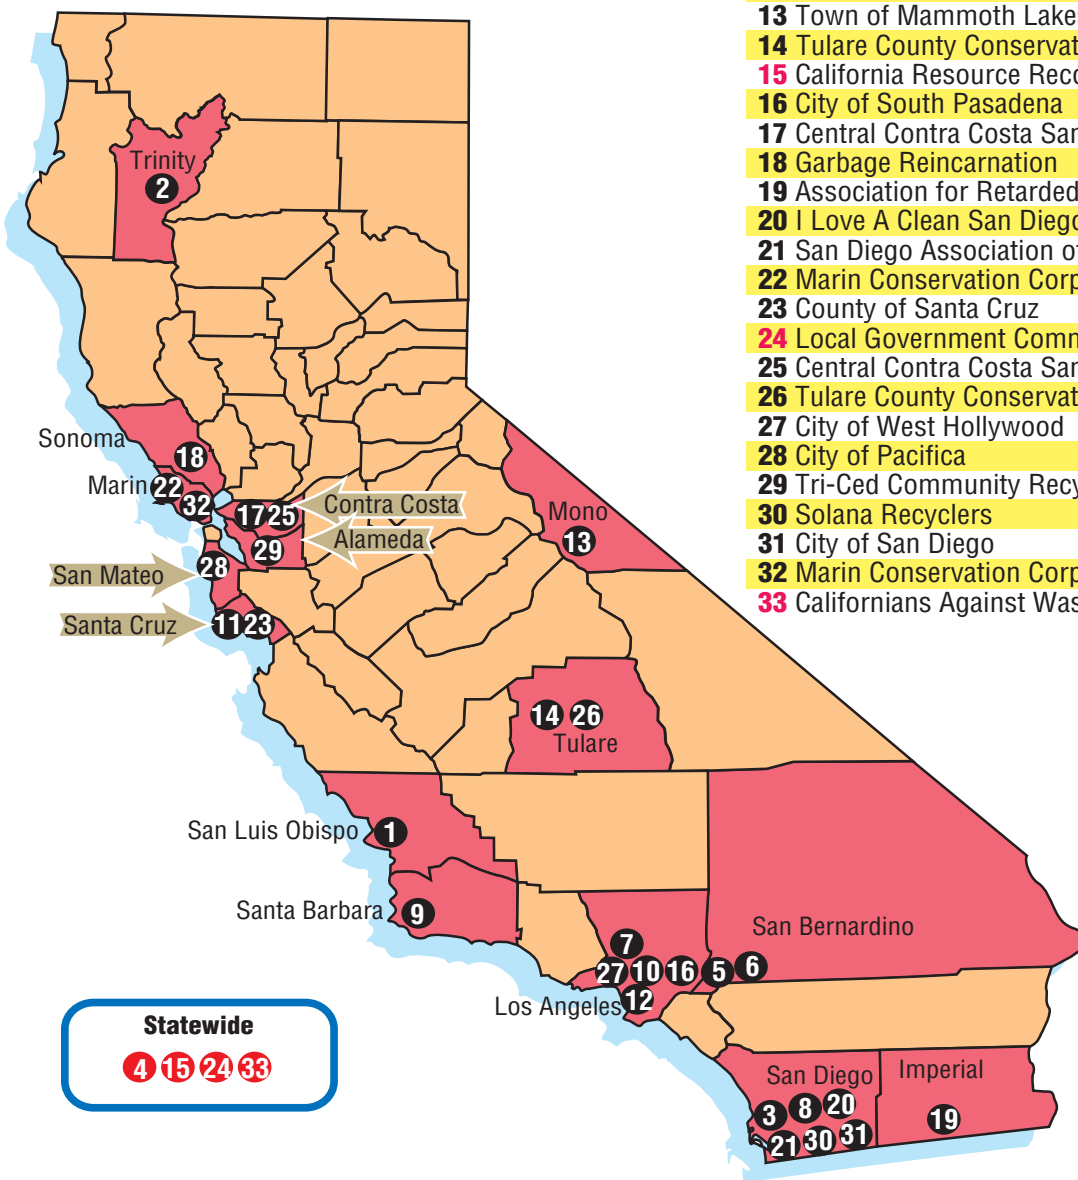 13 Town of Mammoth Lake
14 Tulare County Conservat
15 California Resource Reco
16 City of South Pasadena
17 Central Contra Costa San
18 Garbage Reincarnation
19 Association for Retarded
20 I Love A Clean San Diego
21 San Diego Association of
22 Marin Conservation Corp
23 County of Santa Cruz
24 Local Government Comm
25 Central Contra Costa San
26 Tulare County Conservat
27 City of West Hollywood
28 City of Pacifica
29 Tri-Ced Community Recy
30 Solana Recyclers
31 City of San Diego
32 Marin Conservation Corp
33 Californians Against Was
Trinity
2
Sonoma
18
Marin 22
32
17 25 Contra Costa
29 Alameda
Mono
13
San Mateo 28
Santa Cruz 11 23
14 26
Tulare
San Luis Obispo 1
Santa Barbara 9
San Bernardino
7
27 10 16 5 6
Los Angeles 12
Statewide
4 15 24 33
San Diego
3 8 20
21 30 31
Imperial
19